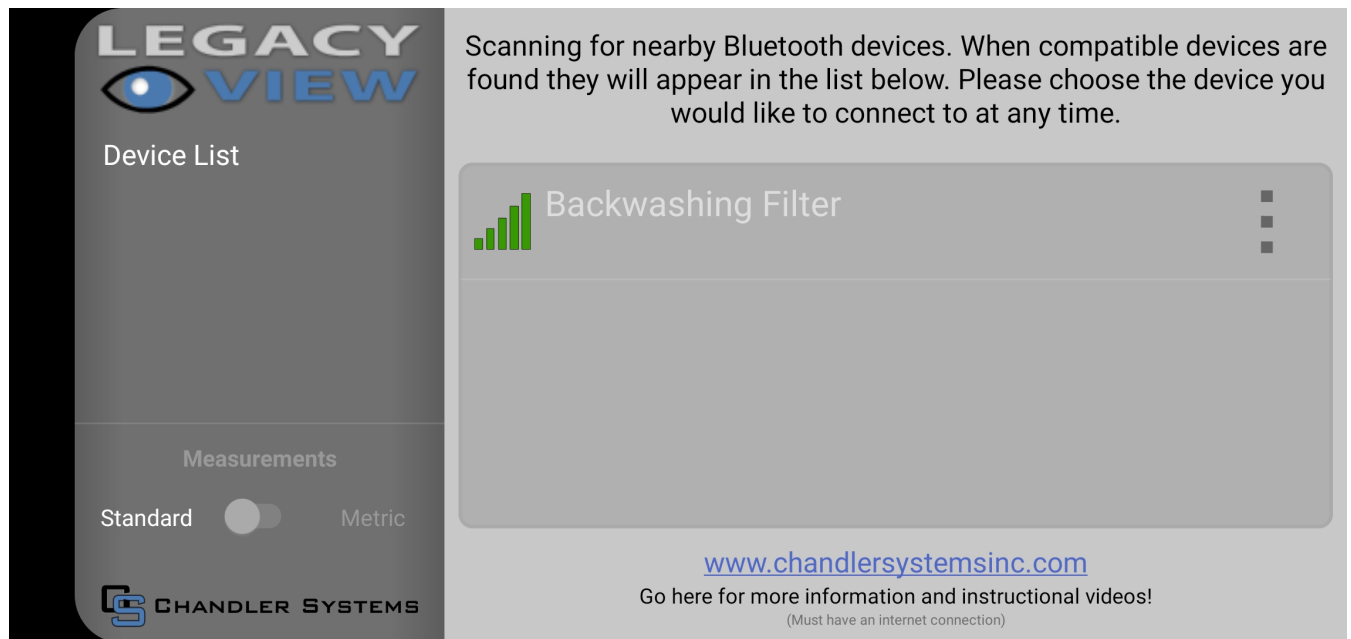 LEGACY
VIEW
Device List
Measurements
Standard
Metric
CS CHANDLER SYSTEMS
Scanning for nearby Bluetooth devices. When compatible devices are
found they will appear in the list below. Please choose the device you
would like to connect to at any time.
Backwashing Filter
www.chandlersystemsinc.com
Go here for more information and instructional videos!
(Must have an internet connection)